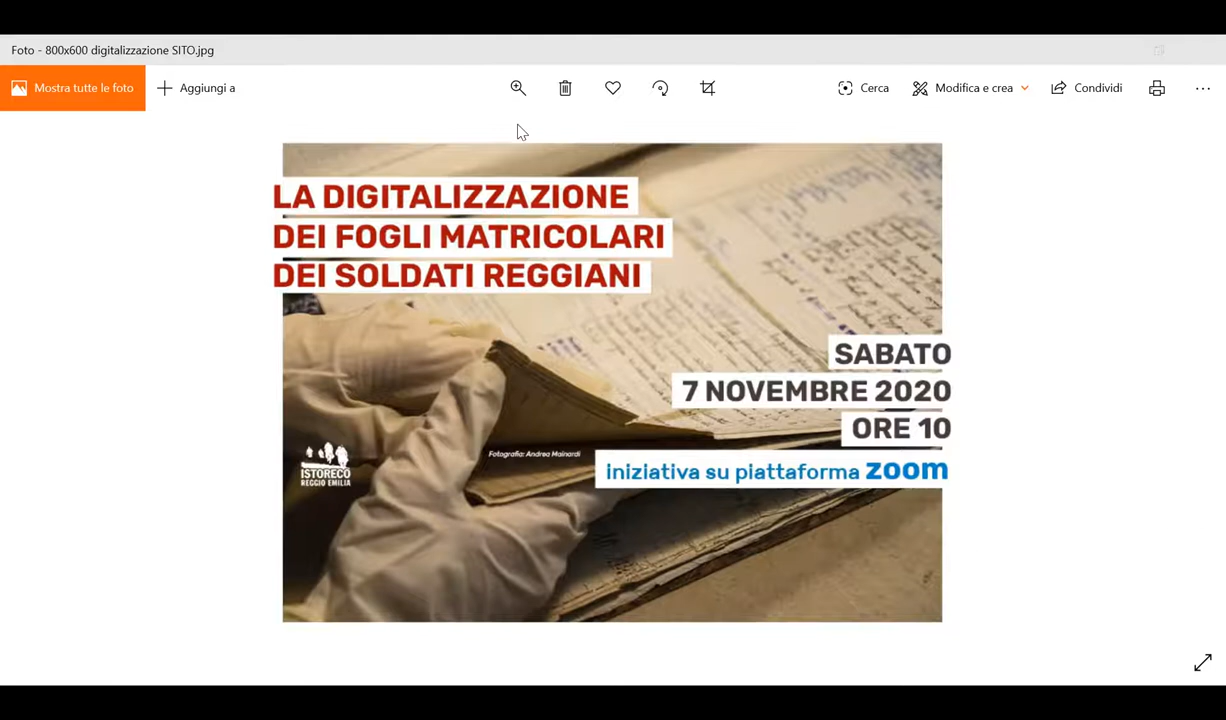 Foto - 800x600 digitalizzazione SITO.jpg
Mostra tutte le foto
Aggiungi a
Cerca
Modifica e crea
Condividi
LA DIGITALIZZAZIONE
DEI FOGLI MATRICOLARI
DEI SOLDATI REGGIANI
SABATO
7 NOVEMBRE 2020
ORE 10
Fotografia: Andrea Mainardi
iniziativa su piattaforma zoom
ISTORECO
REGGIO EMILIA